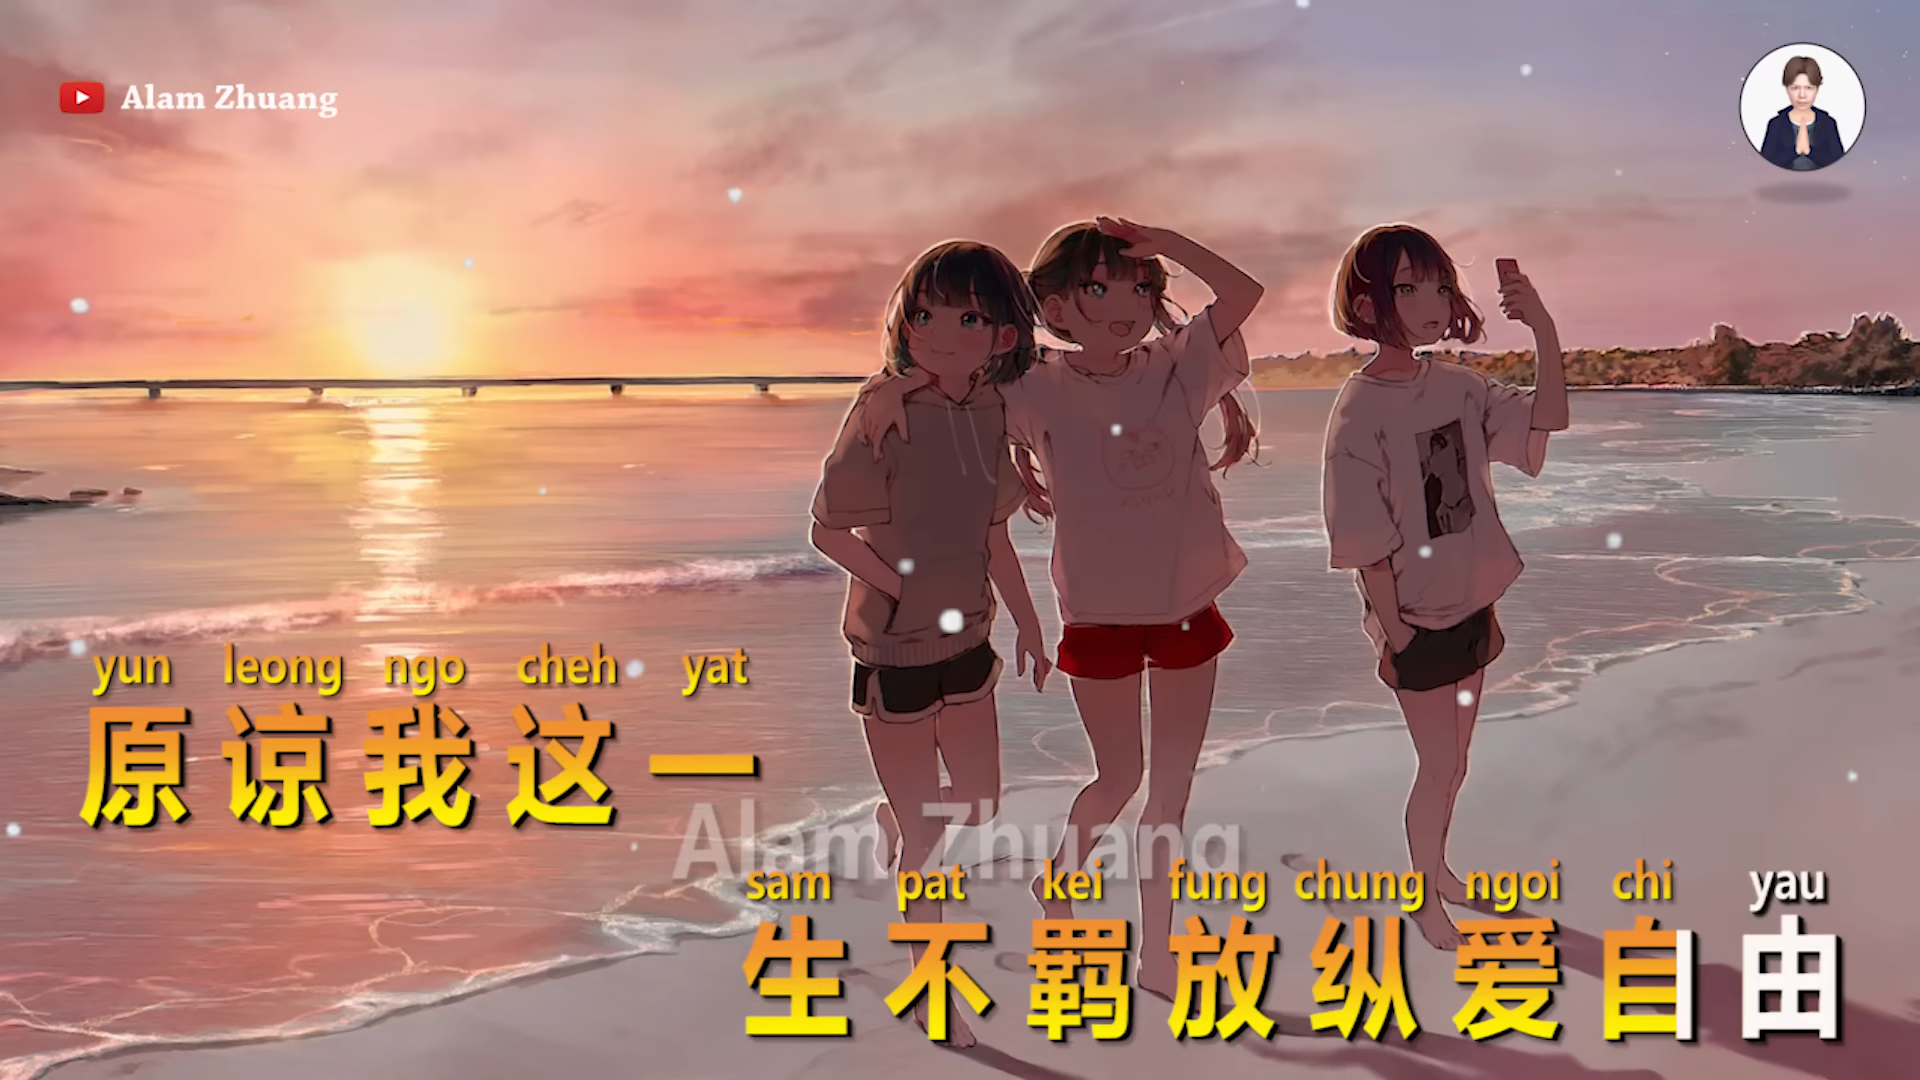 Alam Zhuang
yun leong ngo cheh yat
原谅我这一
Alam Zhuang
sam pat kei fung chung ngoi chi yau
生不羁放纵爱自由